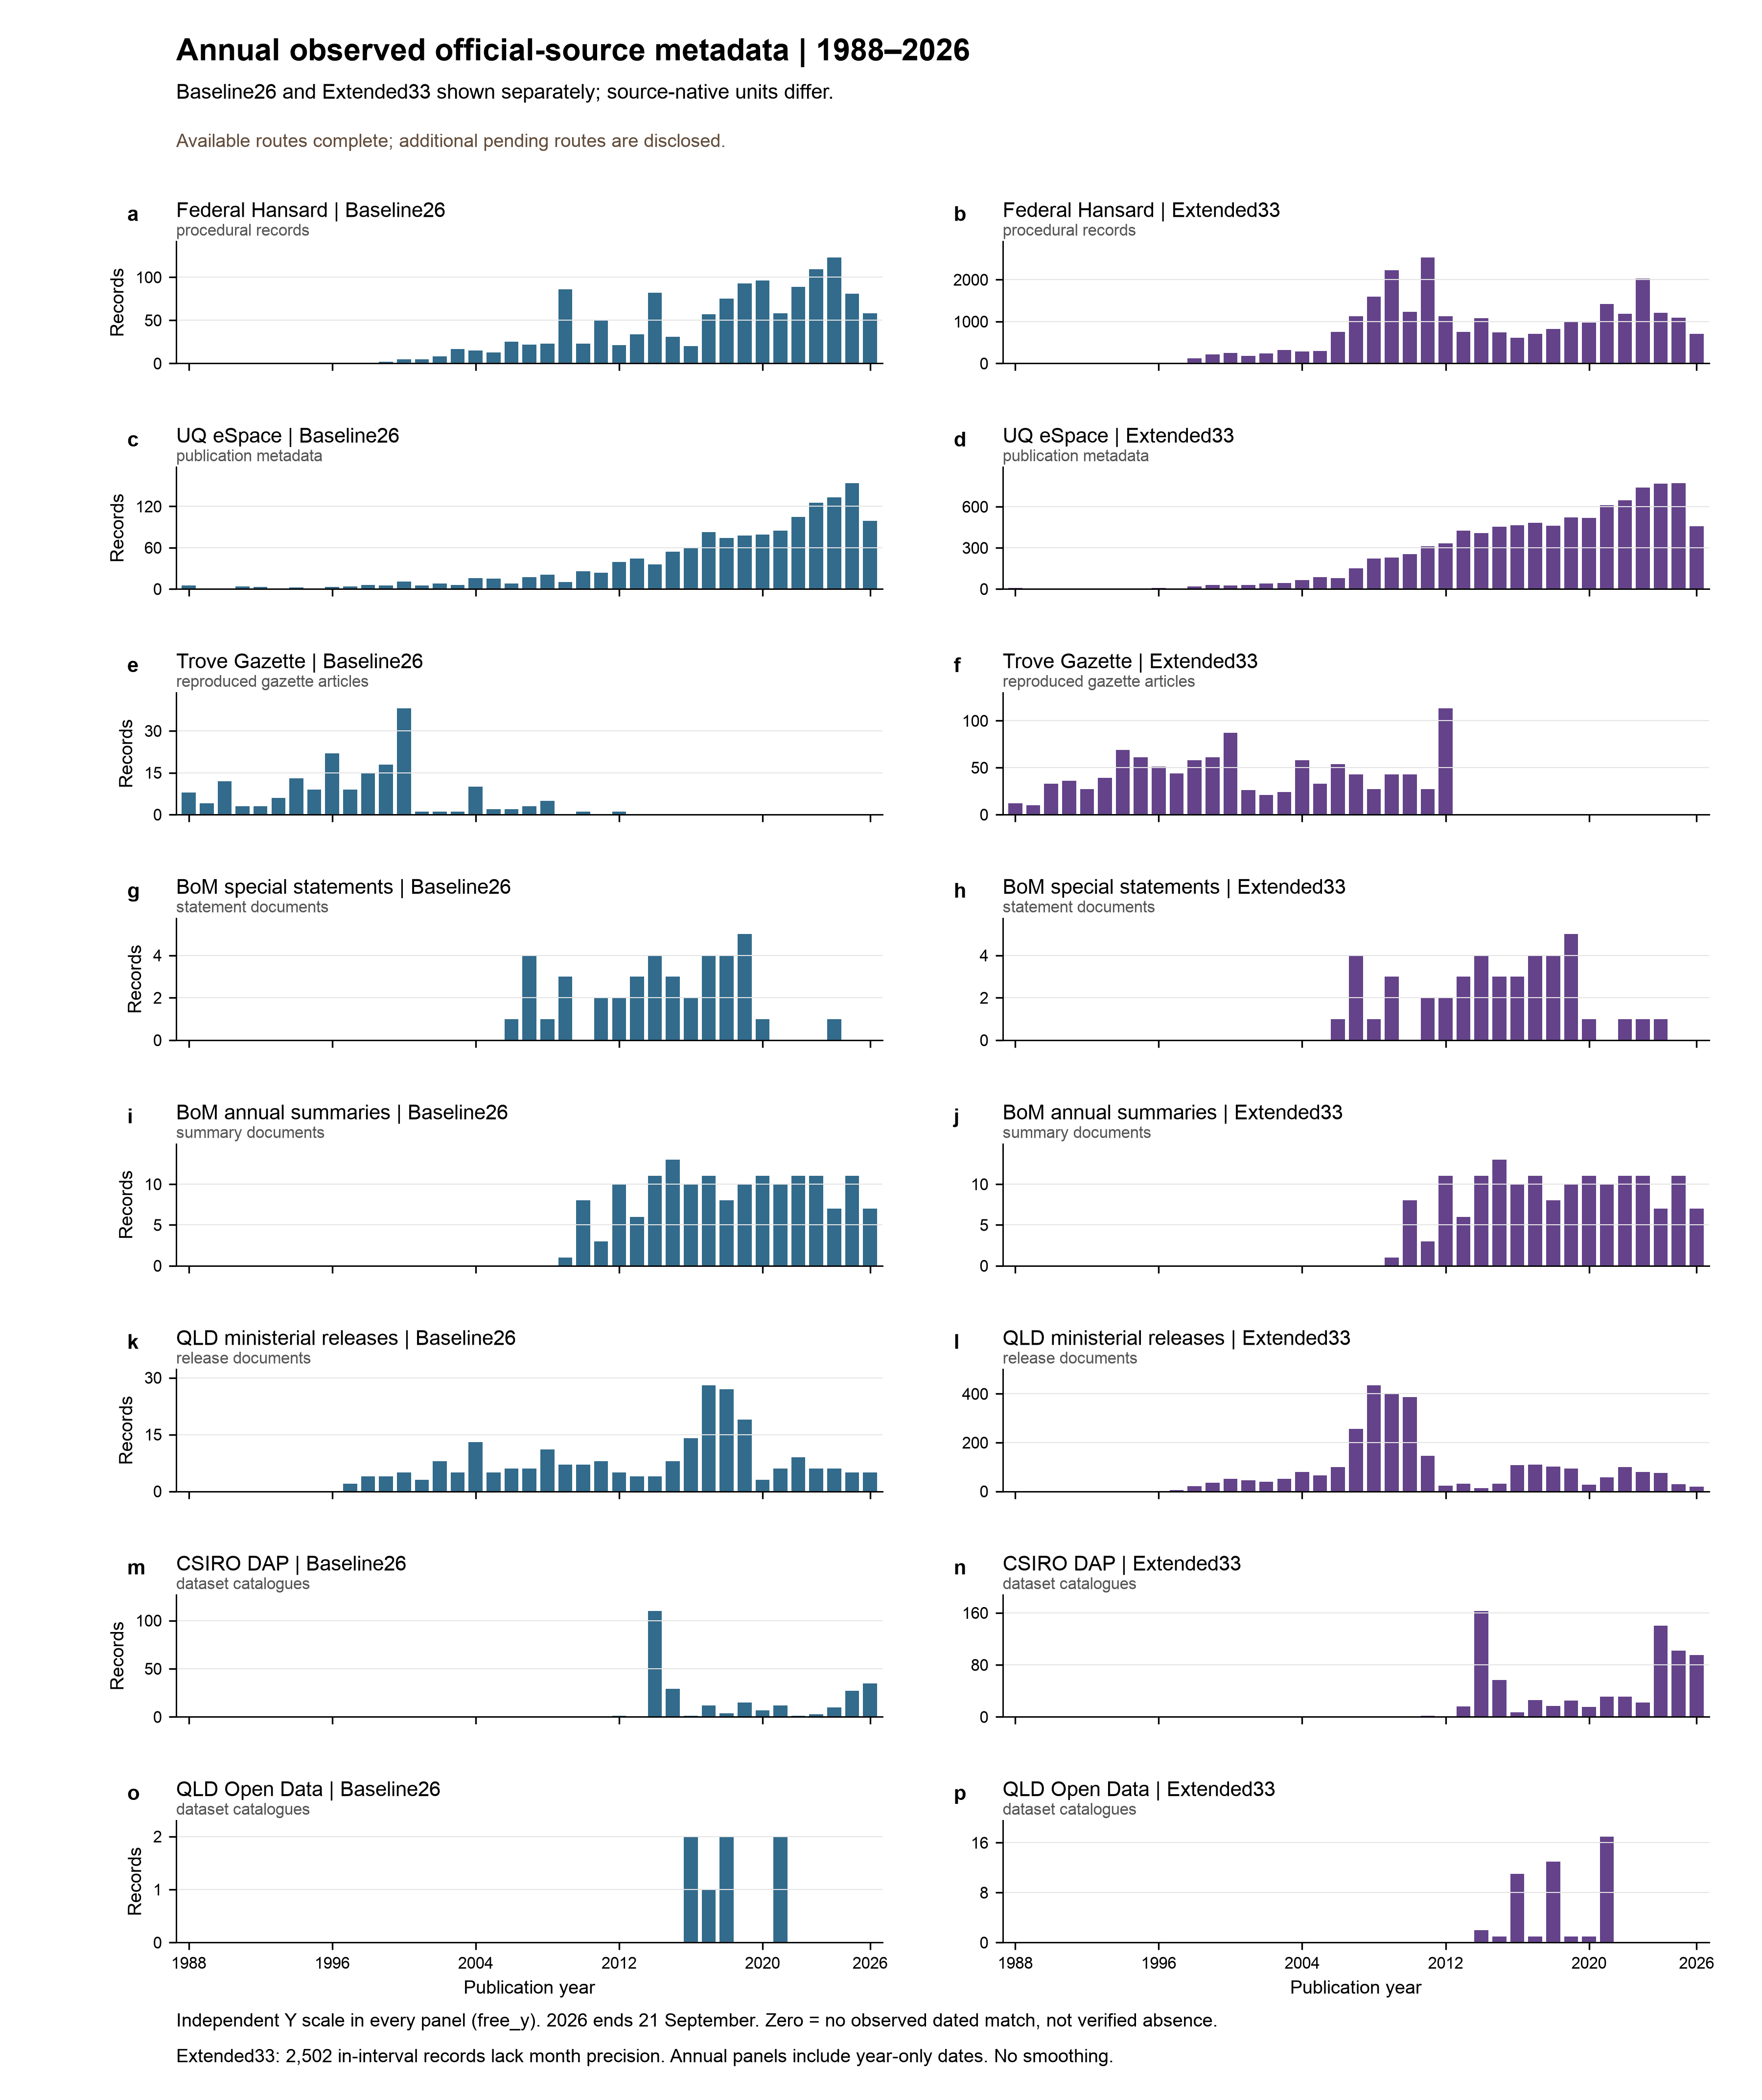 Annual observed official-source metadata | 1988–2026
Baseline26 and Extended33 shown separately; source-native units differ.
Available routes complete; additional pending routes are disclosed.
a
Federal Hansard | Baseline26
procedural records
Records
100
50
0
b
Federal Hansard | Extended33
procedural records
2000
1000
0
c
UQ eSpace | Baseline26
publication metadata
Records
120
60
0
d
UQ eSpace | Extended33
publication metadata
600
300
0
e
Trove Gazette | Baseline26
reproduced gazette articles
Records
30
15
0
f
Trove Gazette | Extended33
reproduced gazette articles
100
50
0
g
BoM special statements | Baseline26
statement documents
Records
4
2
0
h
BoM special statements | Extended33
statement documents
4
2
0
i
BoM annual summaries | Baseline26
summary documents
Records
10
5
0
j
BoM annual summaries | Extended33
summary documents
10
5
0
k
QLD ministerial releases | Baseline26
release documents
Records
30
15
0
l
QLD ministerial releases | Extended33
release documents
400
200
0
m
CSIRO DAP | Baseline26
dataset catalogues
Records
100
50
0
n
CSIRO DAP | Extended33
dataset catalogues
160
80
0
o
QLD Open Data | Baseline26
dataset catalogues
Records
2
1
0
1988 1996 2004 2012 2020 2026
Publication year
p
QLD Open Data | Extended33
dataset catalogues
16
8
0
1988 1996 2004 2012 2020 2026
Publication year
Independent Y scale in every panel (free_y). 2026 ends 21 September. Zero = no observed dated match, not verified absence.
Extended33: 2,502 in-interval records lack month precision. Annual panels include year-only dates. No smoothing.